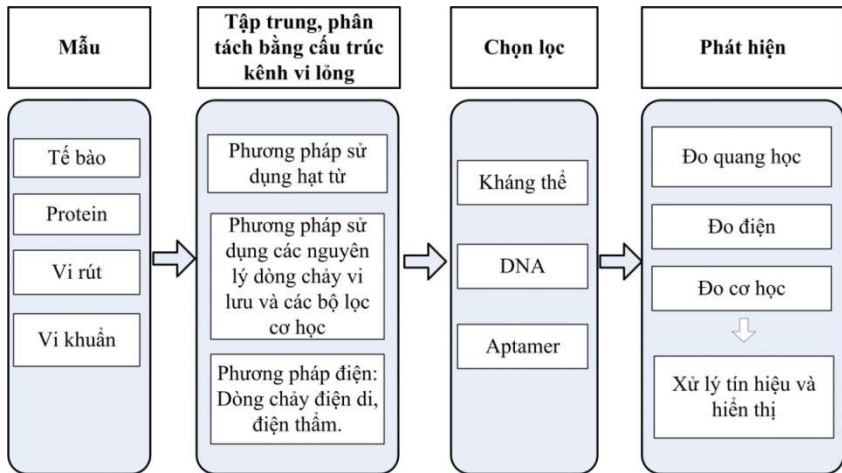 Mẫu
Tập trung, phân
tách bằng cấu trúc
kênh vi lỏng
Chọn lọc
Phát hiện
Tế bào
Protein
Vi rút
Vi khuẩn
Phương pháp sử
dụng hạt từ
Phương pháp sử
dụng các nguyên
lý dòng chảy vi
lưu và các bộ lọc
cơ học
Phương pháp điện:
Dòng chảy điện di,
điện thẩm.
Kháng thể
DNA
Aptamer
Đo quang học
Đo điện
Đo cơ học
Xử lý tín hiệu và
hiển thị